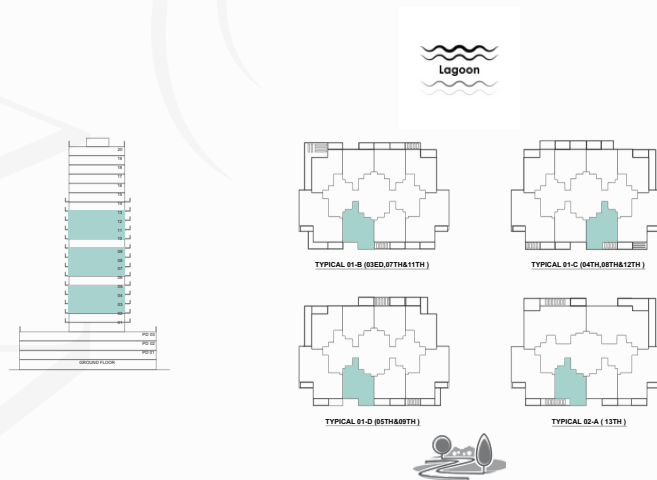 Lagoon
20
19
18
17
16
15
14
13
12
11
10
09
08
07
06
05
04
03
02
01
PD 03
PD 02
PD 01
GROUND FLOOR
TYPICAL 01-B (03ED,07TH&11TH )
TYPICAL 01-C (04TH,08TH&12TH )
TYPICAL 01-D (05TH&09TH )
TYPICAL 02-A ( 13TH )